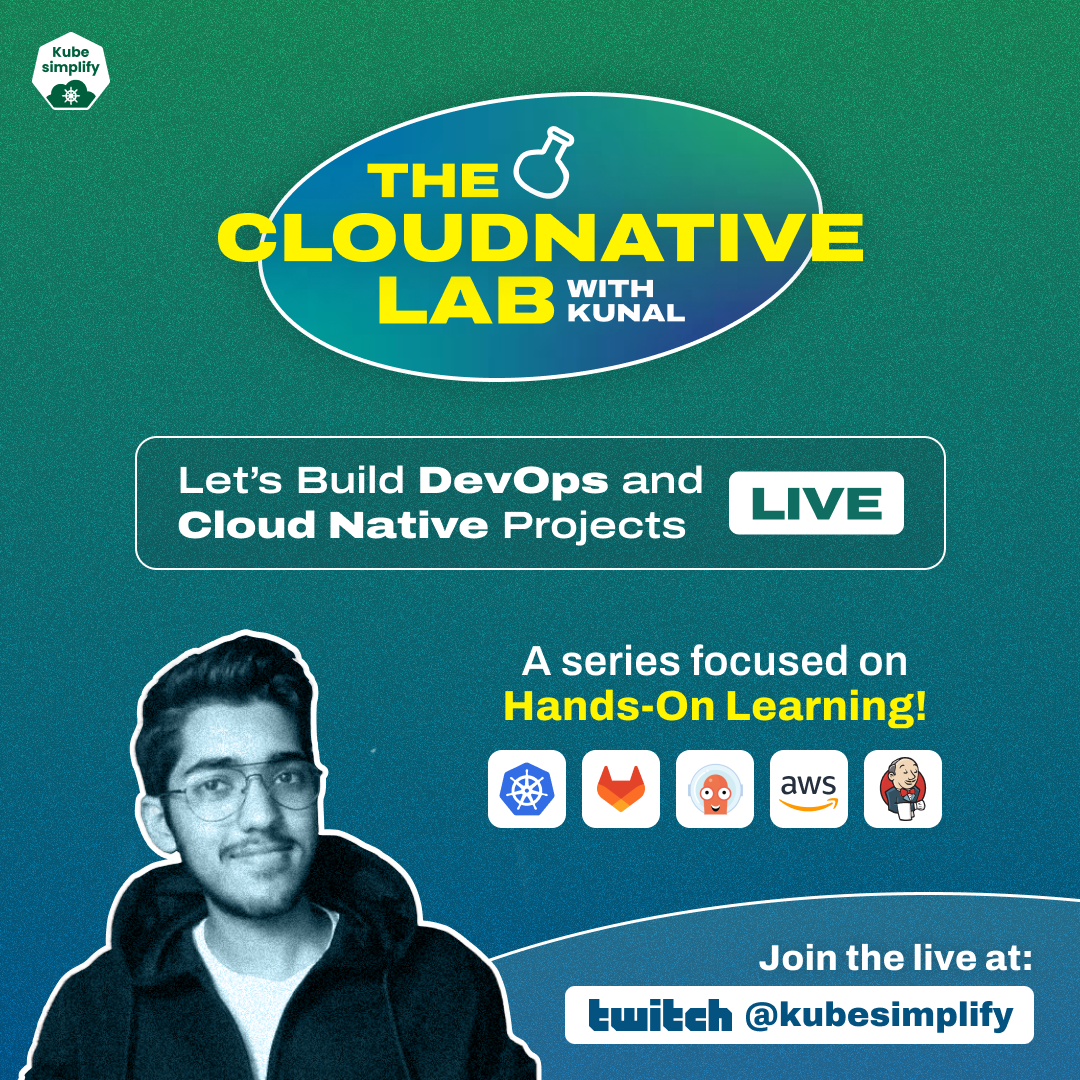 Kube
simplify
THE
CLOUDNATIVE
LAB WITH
KUNAL
Let's Build DevOps and
Cloud Native Projects
LIVE
A series focused on
Hands-On Learning!
aws
Join the live at:
twitch @kubesimplify